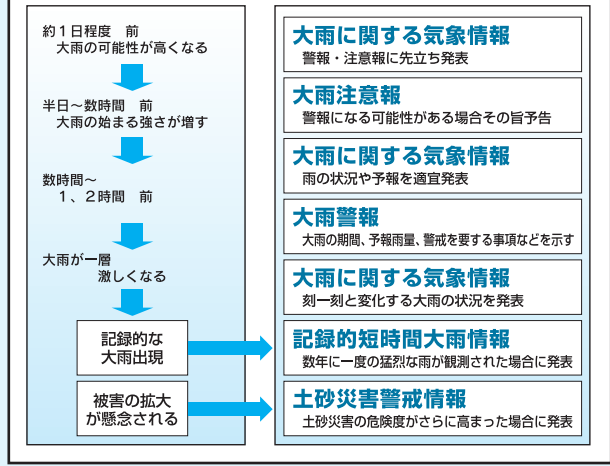 約１日程度　前
大雨の可能性が高くなる
半日～数時間　前
大雨の始まる強さが増す
数時間～
１、２時間　前
大雨が一層
激しくなる
記録的な
大雨出現
被害の拡大
が懸念される
大雨に関する気象情報
警報・注意報に先立ち発表
大雨注意報
警報になる可能性がある場合その旨予告
大雨に関する気象情報
雨の状況や予報を適宜発表
大雨警報
大雨の期間、予報雨量、警戒を要する事項などを示す
大雨に関する気象情報
刻一刻と変化する大雨の状況を発表
記録的短時間大雨情報
数年に一度の猛烈な雨が観測された場合に発表
土砂災害警戒情報
土砂災害の危険度がさらに高まった場合に発表